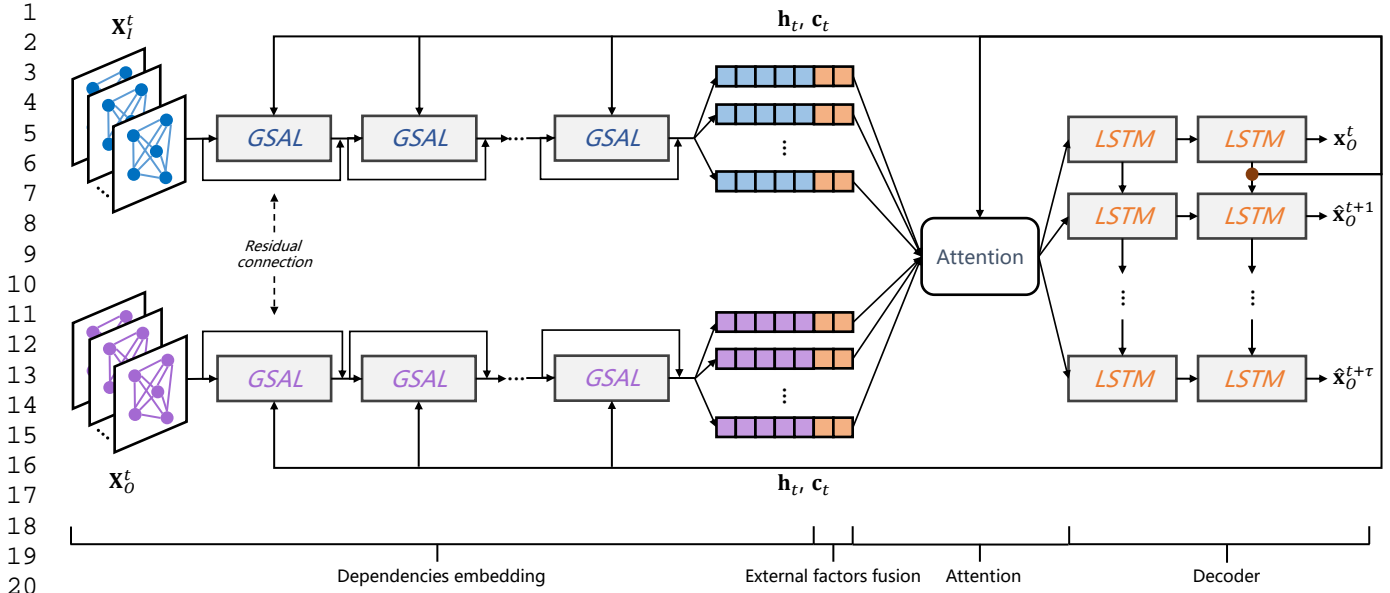 1
2
3
4
5
6
7
8
9
10
11
12
13
14
15
16
17
18
19
20
𝐗_I^t
𝐡_t, 𝐜_t
GSAL GSAL ... GSAL
LSTM LSTM 𝐱_O^t
LSTM LSTM 𝐱̂_O^{t+1}
Residual
connection
Attention
GSAL GSAL ... GSAL
LSTM LSTM 𝐱̂_O^{t+τ}
𝐗_O^t
𝐡_t, 𝐜_t
Dependencies embedding External factors fusion Attention Decoder